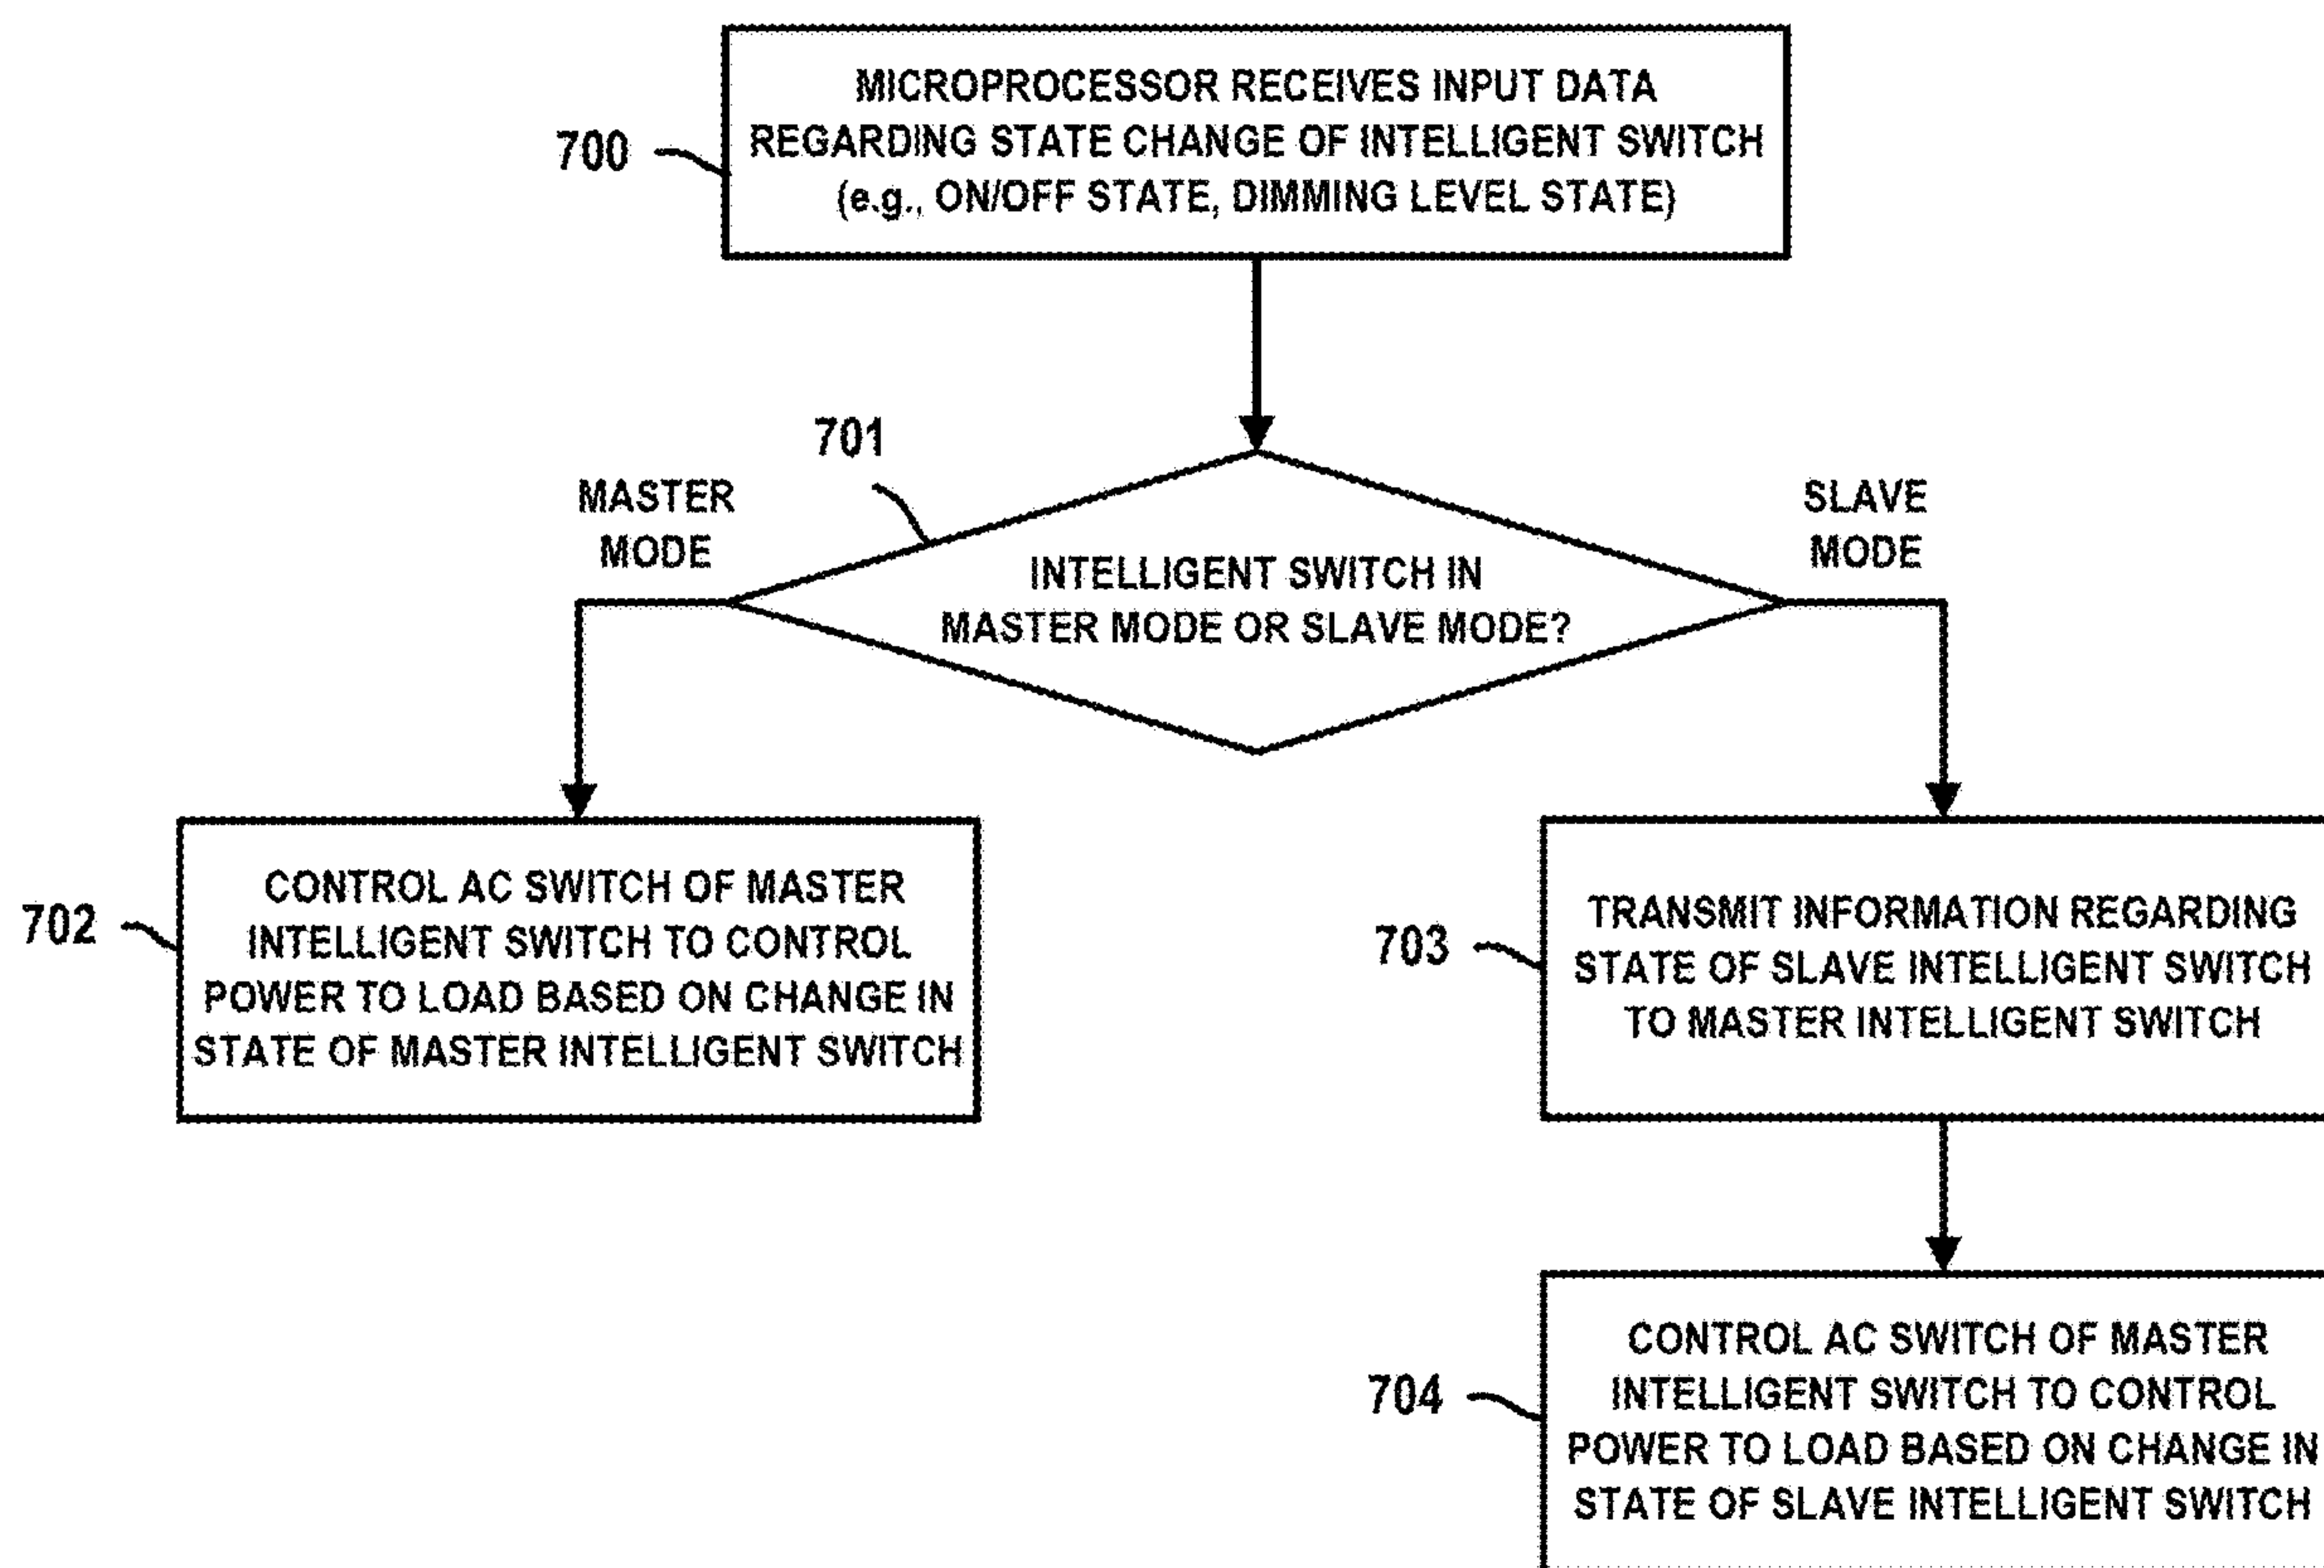 MICROPROCESSOR RECEIVES INPUT DATA
REGARDING STATE CHANGE OF INTELLIGENT SWITCH
(e.g., ON/OFF STATE, DIMMING LEVEL STATE)
700
701
MASTER
MODE
SLAVE
MODE
INTELLIGENT SWITCH IN
MASTER MODE OR SLAVE MODE?
702
CONTROL AC SWITCH OF MASTER
INTELLIGENT SWITCH TO CONTROL
POWER TO LOAD BASED ON CHANGE IN
STATE OF MASTER INTELLIGENT SWITCH
703
TRANSMIT INFORMATION REGARDING
STATE OF SLAVE INTELLIGENT SWITCH
TO MASTER INTELLIGENT SWITCH
704
CONTROL AC SWITCH OF MASTER
INTELLIGENT SWITCH TO CONTROL
POWER TO LOAD BASED ON CHANGE IN
STATE OF SLAVE INTELLIGENT SWITCH